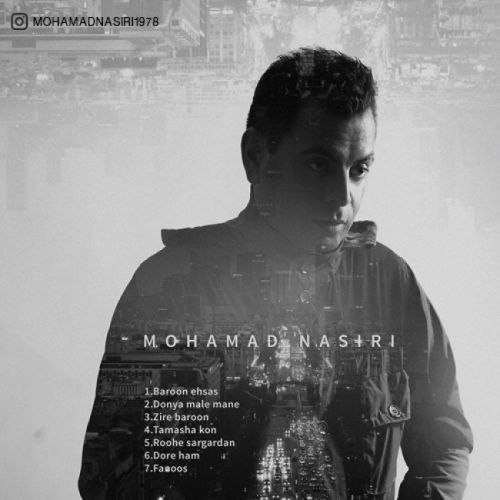 MOHAMADNASIRI1978
MOHAMAD NASIRI
1.Baroon ehsas
2.Donya male mane
3.Zire baroon
4.Tamasha kon
5.Roohe sargardan
6.Dore ham
7.Fanoos